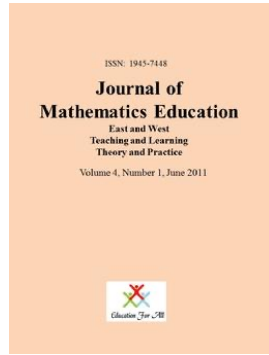 ISSN: 1945-7448
Journal of
Mathematics Education
East and West
Teaching and Learning
Theory and Practice
Volume 4, Number 1, June 2011
Education For All